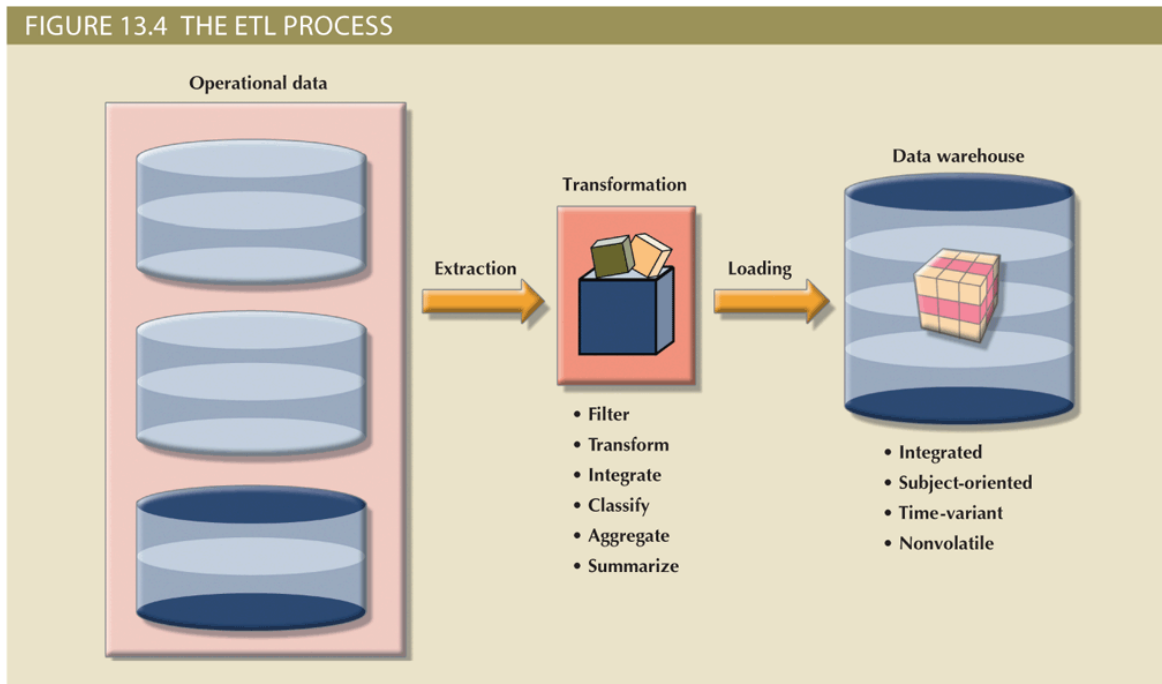 FIGURE 13.4 THE ETL PROCESS
Operational data
Extraction
Transformation
• Filter
• Transform
• Integrate
• Classify
• Aggregate
• Summarize
Loading
Data warehouse
• Integrated
• Subject-oriented
• Time-variant
• Nonvolatile